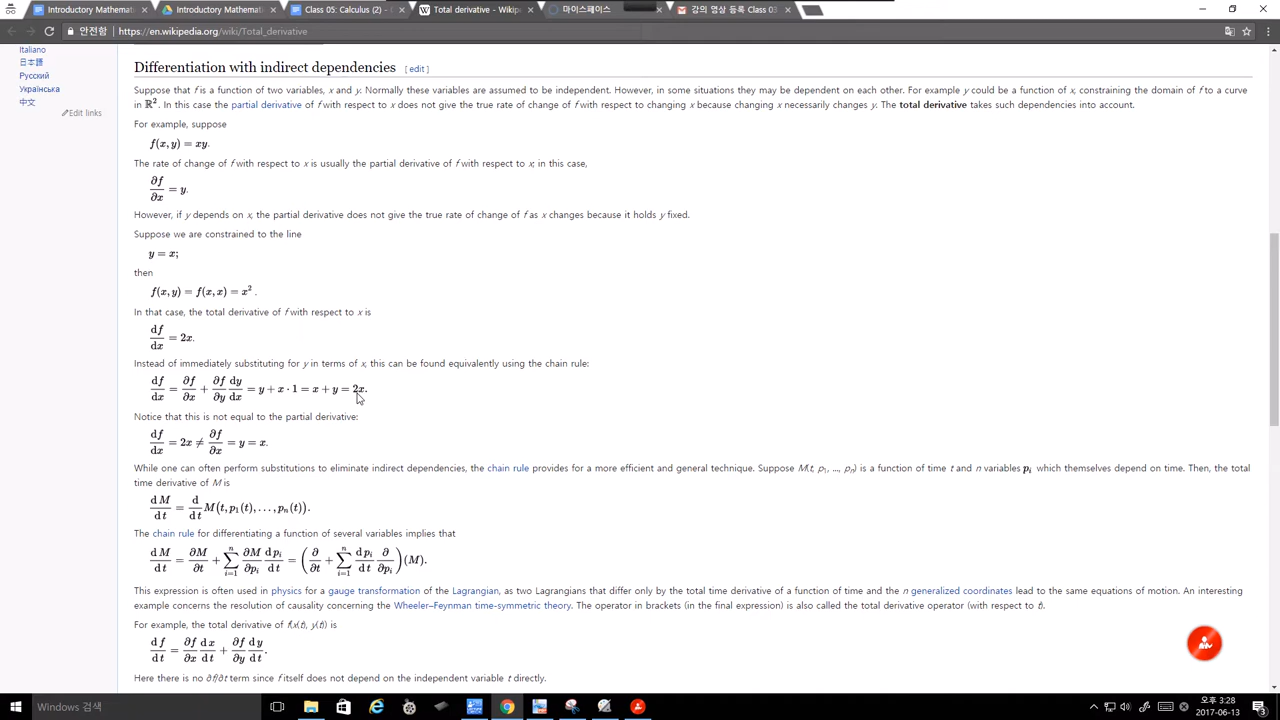 Introductory Mathema
Introductory Mathema
Class 05: Calculus (2) -
Total derivative - Wikipe
마이스페이스
강의 영상 등록 Class 03
안전함
https://en.wikipedia.org/wiki/Total_derivative
Italiano
日本語
Русский
Українська
中文
Edit links
Differentiation with indirect dependencies [ edit ]
Suppose that f is a function of two variables, x and y. Normally these variables are assumed to be independent. However, in some situations they may be dependent on each other. For example y could be a function of x, constraining the domain of f to a curve
in ℝ². In this case the partial derivative of f with respect to x does not give the true rate of change of f with respect to changing x because changing x necessarily changes y. The total derivative takes such dependencies into account.
For example, suppose
f(x, y) = xy.
The rate of change of f with respect to x is usually the partial derivative of f with respect to x; in this case,
∂f/∂x = y.
However, if y depends on x, the partial derivative does not give the true rate of change of f as x changes because it holds y fixed.
Suppose we are constrained to the line
y = x;
then
f(x, y) = f(x, x) = x² .
In that case, the total derivative of f with respect to x is
df/dx = 2x.
Instead of immediately substituting for y in terms of x, this can be found equivalently using the chain rule:
df/dx = ∂f/∂x + ∂f/∂y dy/dx = y + x · 1 = x + y = 2x.
Notice that this is not equal to the partial derivative:
df/dx = 2x ≠ ∂f/∂x = y = x.
While one can often perform substitutions to eliminate indirect dependencies, the chain rule provides for a more efficient and general technique. Suppose M(t, p₁, ..., pₙ) is a function of time t and n variables pᵢ which themselves depend on time. Then, the total
time derivative of M is
dM/dt = d/dt M(t, p₁(t), . . . , pₙ(t)).
The chain rule for differentiating a function of several variables implies that
dM/dt = ∂M/∂t + ∑ⁿᵢ₌₁ ∂M/∂pᵢ dpᵢ/dt = (∂/∂t + ∑ⁿᵢ₌₁ dpᵢ/dt ∂/∂pᵢ)(M).
This expression is often used in physics for a gauge transformation of the Lagrangian, as two Lagrangians that differ only by the total time derivative of a function of time and the n generalized coordinates lead to the same equations of motion. An interesting
example concerns the resolution of causality concerning the Wheeler–Feynman time-symmetric theory. The operator in brackets (in the final expression) is also called the total derivative operator (with respect to t).
For example, the total derivative of f(x(t), y(t)) is
df/dt = ∂f/∂x dx/dt + ∂f/∂y dy/dt.
Here there is no ∂f/∂t term since f itself does not depend on the independent variable t directly.
Windows 검색
오후 3:28
2017-06-13
3